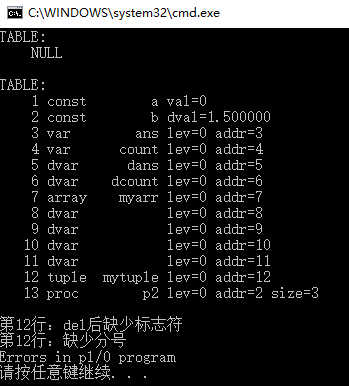 C:\WINDOWS\system32\cmd.exe
TABLE:
    NULL

TABLE:
    1 const         a val=0
    2 const         b dval=1.500000
    3 var         ans lev=0 addr=3
    4 var       count lev=0 addr=4
    5 dvar       dans lev=0 addr=5
    6 dvar     dcount lev=0 addr=6
    7 array     myarr lev=0 addr=7
    8 dvar            lev=0 addr=8
    9 dvar            lev=0 addr=9
   10 dvar            lev=0 addr=10
   11 dvar            lev=0 addr=11
   12 tuple   mytuple lev=0 addr=12
   13 proc         p2 lev=0 addr=2 size=3

第12行: del后缺少标志符
第12行: 缺少分号
Errors in pl/0 program
请按任意键继续. . .